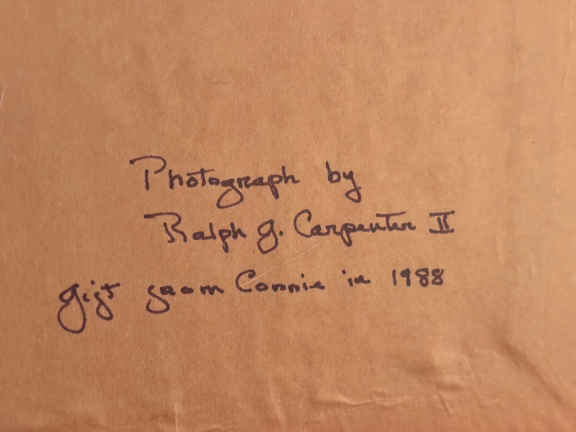 Photograph by
Ralph G. Carpenter II
gift from Connie in 1988